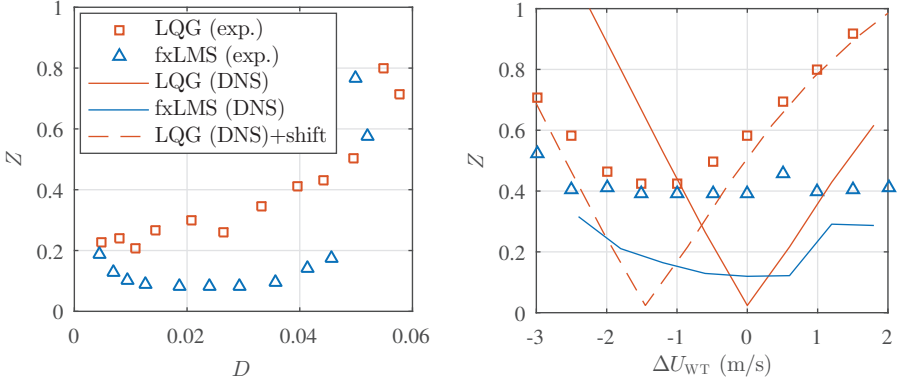 1
0.8
0.6
0.4
0.2
0
Z
0
0.02
0.04
0.06
D
LQG (exp.)
fxLMS (exp.)
LQG (DNS)
fxLMS (DNS)
LQG (DNS)+shift
1
0.8
0.6
0.4
0.2
0
Z
-3
-2
-1
0
1
2
ΔU_WT (m/s)